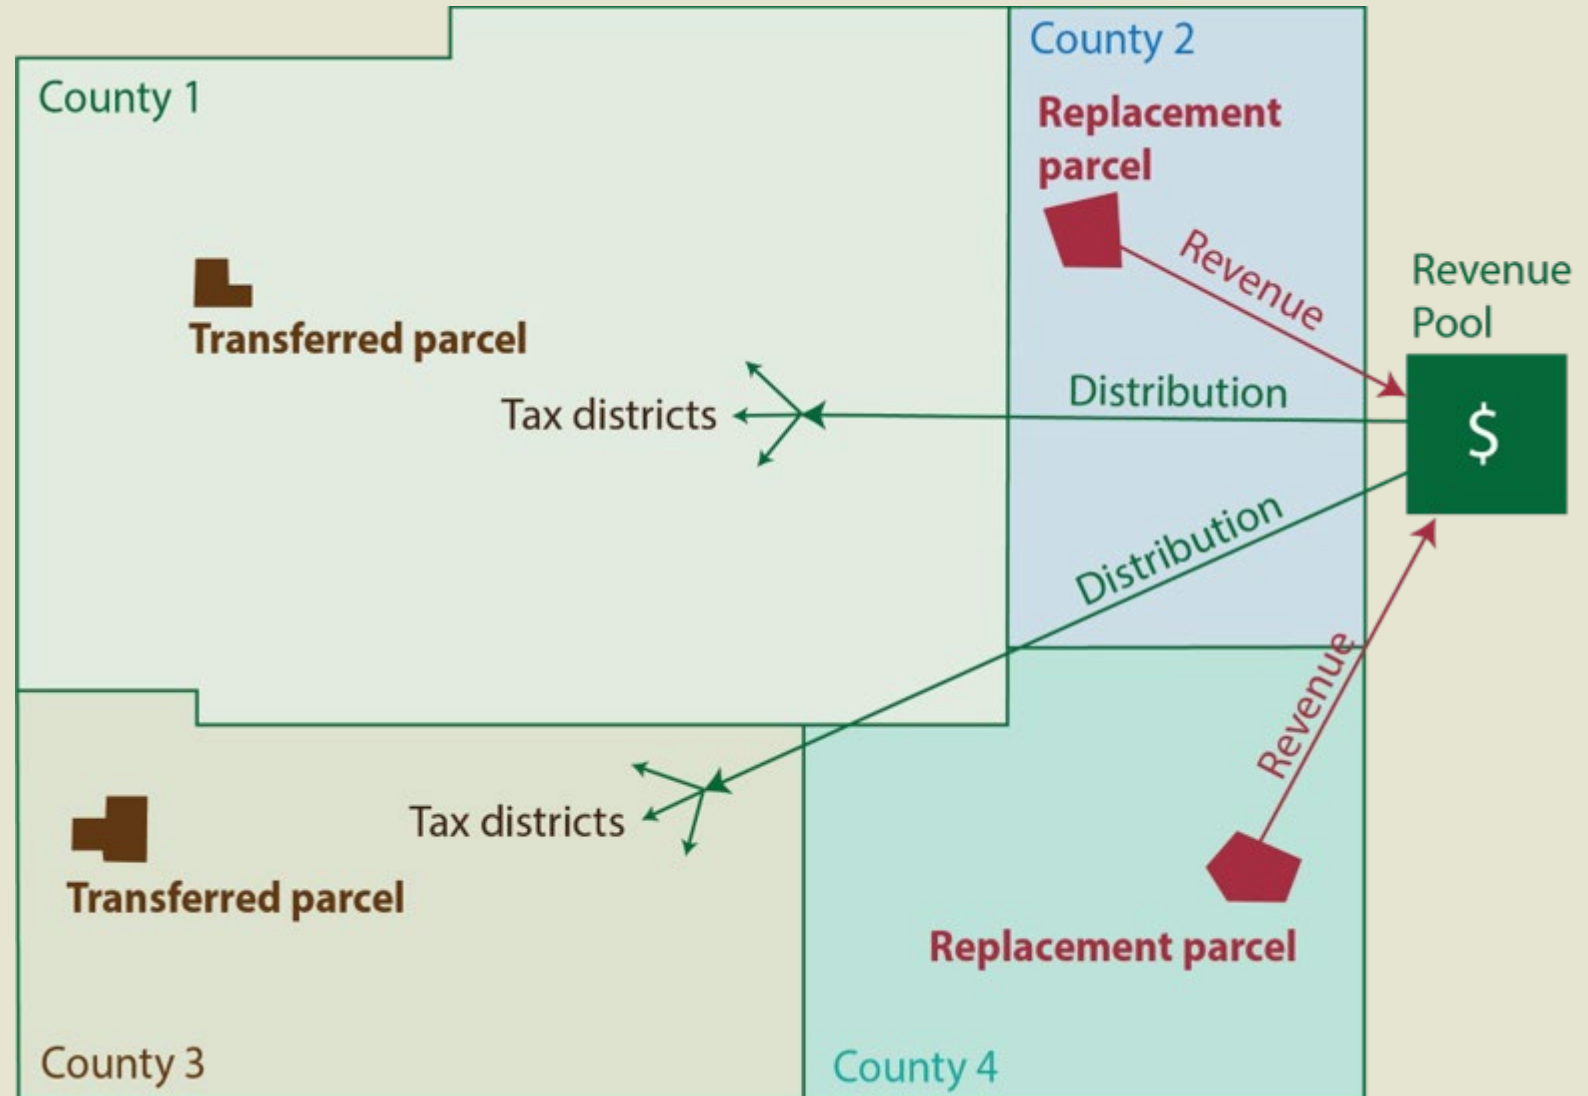 County 1
County 2
Replacement
parcel
Revenue
Revenue
Pool
$
Transferred parcel
Distribution
Tax districts
Distribution
Revenue
Tax districts
Transferred parcel
Replacement parcel
County 3
County 4